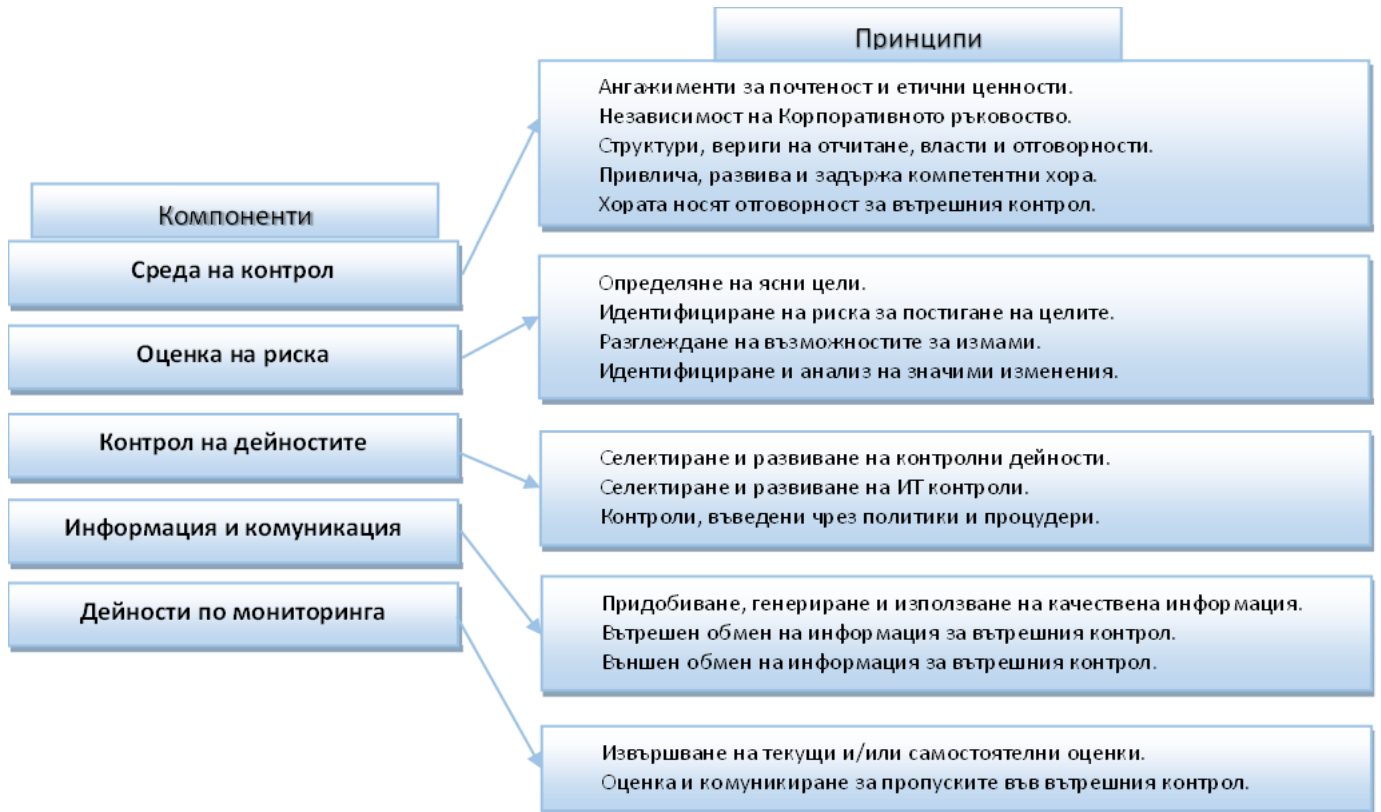 Принципи
Ангажименти за почтеност и етични ценности.
Независимост на Корпоративното ръковоство.
Структури, вериги на отчитане, власти и отговорности.
Привлича, развива и задържа компетентни хора.
Хората носят отговорност за вътрешния контрол.
Компоненти
Среда на контрол
Оценка на риска
Контрол на дейностите
Информация и комуникация
Дейности по мониторинга
Определяне на ясни цели.
Идентифициране на риска за постигане на целите.
Разглеждане на възможностите за измами.
Идентифициране и анализ на значими изменения.
Селектиране и развиване на контролни дейности.
Селектиране и развиване на ИТ контроли.
Контроли, въведени чрез политики и процудери.
Придобиване, генериране и използване на качествена информация.
Вътрешен обмен на информация за вътрешния контрол.
Външен обмен на информация за вътрешния контрол.
Извършване на текущи и/или самостоятелни оценки.
Оценка и комуникиране за пропуските във вътрешния контрол.